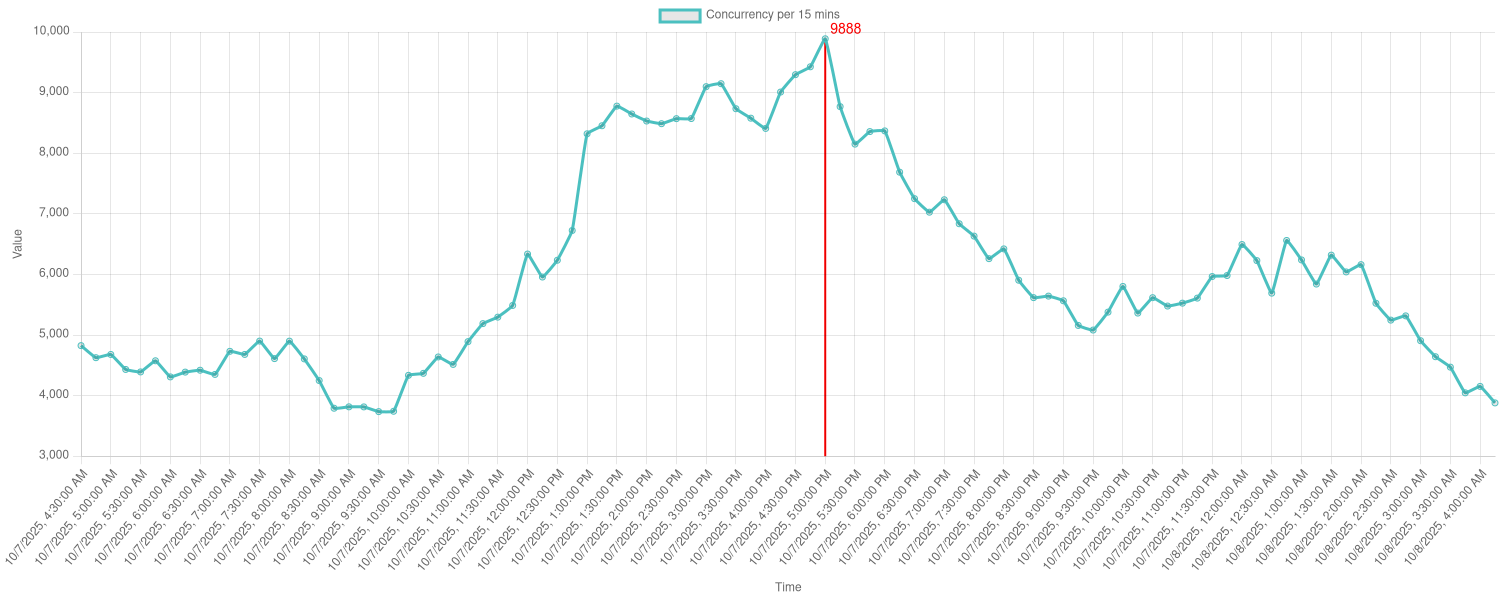 Concurrency per 15 mins
9888
10,000
9,000
8,000
7,000
6,000
5,000
4,000
3,000
Value
10/7/2025, 4:30:00 AM
10/7/2025, 5:00:00 AM
10/7/2025, 5:30:00 AM
10/7/2025, 6:00:00 AM
10/7/2025, 6:30:00 AM
10/7/2025, 7:00:00 AM
10/7/2025, 7:30:00 AM
10/7/2025, 8:00:00 AM
10/7/2025, 8:30:00 AM
10/7/2025, 9:00:00 AM
10/7/2025, 9:30:00 AM
10/7/2025, 10:00:00 AM
10/7/2025, 10:30:00 AM
10/7/2025, 11:00:00 AM
10/7/2025, 11:30:00 AM
10/7/2025, 12:00:00 PM
10/7/2025, 12:30:00 PM
10/7/2025, 1:00:00 PM
10/7/2025, 1:30:00 PM
10/7/2025, 2:00:00 PM
10/7/2025, 2:30:00 PM
10/7/2025, 3:00:00 PM
10/7/2025, 3:30:00 PM
10/7/2025, 4:00:00 PM
10/7/2025, 4:30:00 PM
10/7/2025, 5:00:00 PM
10/7/2025, 5:30:00 PM
10/7/2025, 6:00:00 PM
10/7/2025, 6:30:00 PM
10/7/2025, 7:00:00 PM
10/7/2025, 7:30:00 PM
10/7/2025, 8:00:00 PM
10/7/2025, 8:30:00 PM
10/7/2025, 9:00:00 PM
10/7/2025, 9:30:00 PM
10/7/2025, 10:00:00 PM
10/7/2025, 10:30:00 PM
10/7/2025, 11:00:00 PM
10/7/2025, 11:30:00 PM
10/8/2025, 12:00:00 AM
10/8/2025, 12:30:00 AM
10/8/2025, 1:00:00 AM
10/8/2025, 1:30:00 AM
10/8/2025, 2:00:00 AM
10/8/2025, 2:30:00 AM
10/8/2025, 3:00:00 AM
10/8/2025, 3:30:00 AM
10/8/2025, 4:00:00 AM
Time